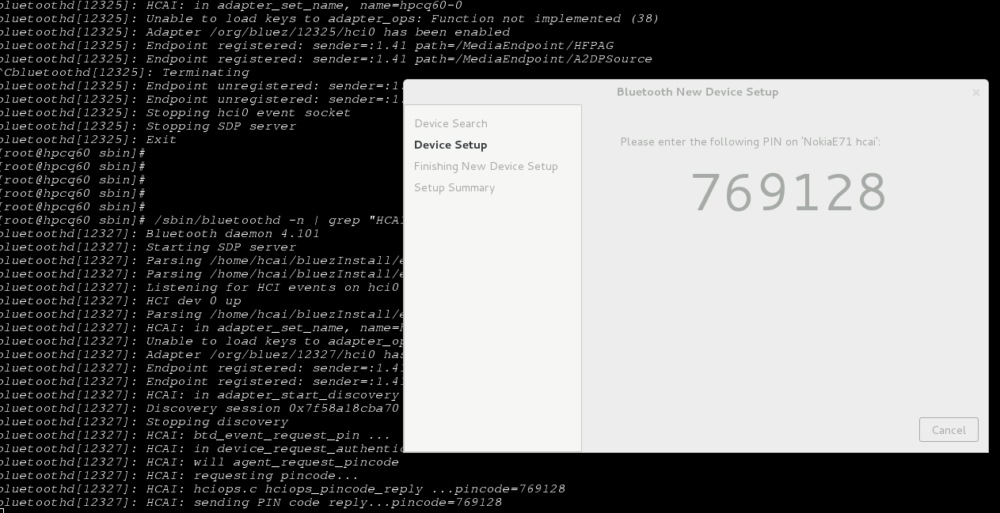 bluetoothd[12325]: HCAI: in adapter_set_name, name=hpcq60-0
bluetoothd[12325]: Unable to load keys to adapter_ops: Function not implemented (38)
bluetoothd[12325]: Adapter /org/bluez/12325/hci0 has been enabled
bluetoothd[12325]: Endpoint registered: sender=:1.41 path=/MediaEndpoint/HFPAG
bluetoothd[12325]: Endpoint registered: sender=:1.41 path=/MediaEndpoint/A2DPSource
^Cbluetoothd[12325]: Terminating
bluetoothd[12325]: Endpoint unregistered: sender=:1
bluetoothd[12325]: Endpoint unregistered: sender=:1
bluetoothd[12325]: Stopping hci0 event socket
bluetoothd[12325]: Stopping SDP server
bluetoothd[12325]: Exit
[root@hpcq60 sbin]#
[root@hpcq60 sbin]#
[root@hpcq60 sbin]#
[root@hpcq60 sbin]#
[root@hpcq60 sbin]#
[root@hpcq60 sbin]# /sbin/bluetoothd -n | grep "HCAI
bluetoothd[12327]: Bluetooth daemon 4.101
bluetoothd[12327]: Starting SDP server
bluetoothd[12327]: Parsing /home/hcai/bluezInstall/e
bluetoothd[12327]: Parsing /home/hcai/bluezInstall/e
bluetoothd[12327]: Listening for HCI events on hci0
bluetoothd[12327]: HCI dev 0 up
bluetoothd[12327]: Parsing /home/hcai/bluezInstall/e
bluetoothd[12327]: HCAI: in adapter_set_name, name=h
bluetoothd[12327]: Unable to load keys to adapter_op
bluetoothd[12327]: Adapter /org/bluez/12327/hci0 has
bluetoothd[12327]: Endpoint registered: sender=:1.41
bluetoothd[12327]: Endpoint registered: sender=:1.41
bluetoothd[12327]: HCAI: in adapter_start_discovery
bluetoothd[12327]: Discovery session 0x7f58a18cba70
bluetoothd[12327]: Stopping discovery
bluetoothd[12327]: HCAI: btd_event_request_pin ...
bluetoothd[12327]: HCAI: in device_request_authentic
bluetoothd[12327]: HCAI: will agent_request_pincode
bluetoothd[12327]: HCAI: requesting pincode...
bluetoothd[12327]: HCAI: hciops.c hciops_pincode_reply ...pincode=769128
bluetoothd[12327]: HCAI: sending PIN code reply...pincode=769128
Bluetooth New Device Setup
Device Search
Device Setup
Finishing New Device Setup
Setup Summary
Please enter the following PIN on 'NokiaE71 hcai':
769128
Cancel